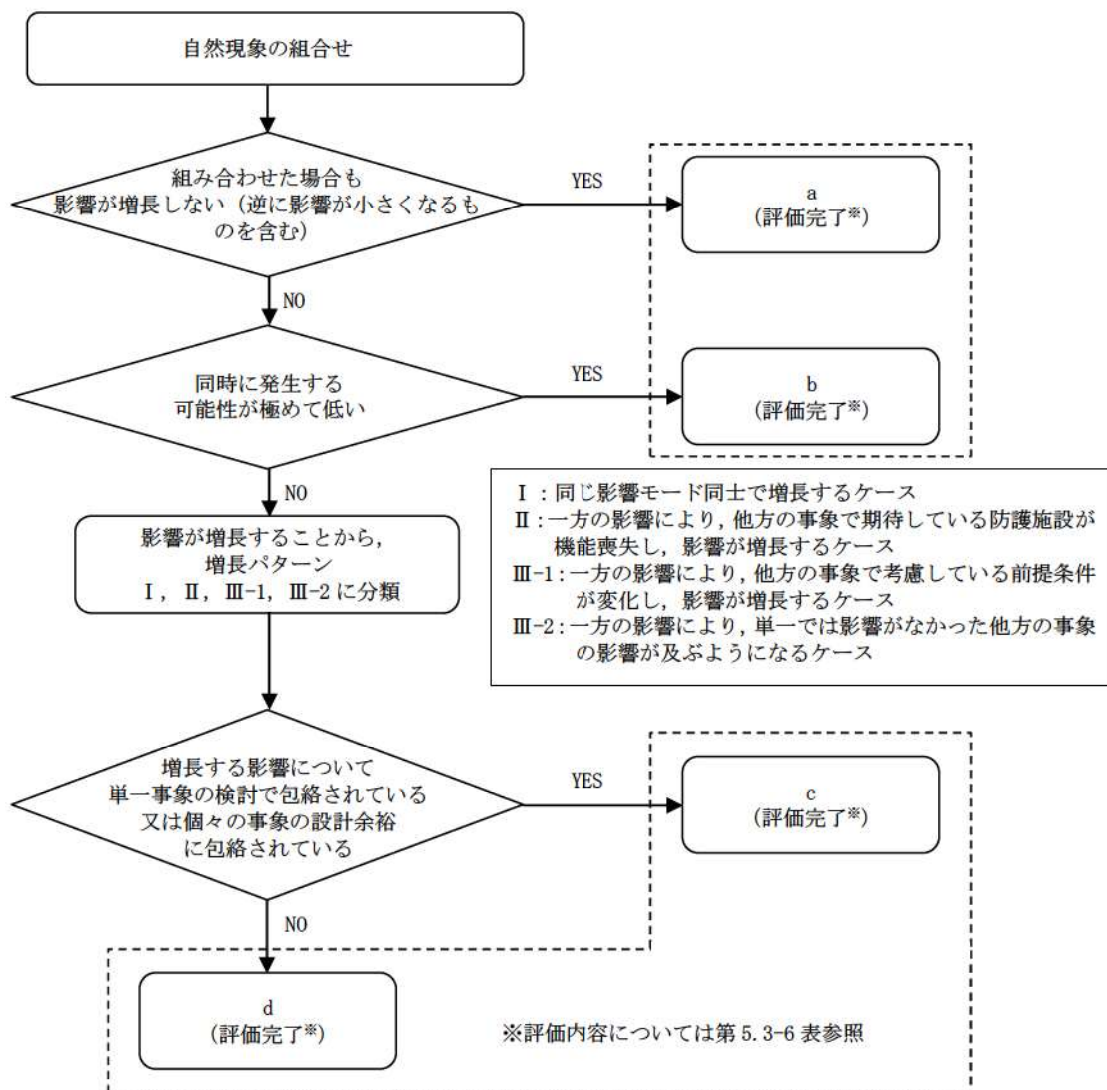 自然現象の組合せ
組み合わせた場合も
影響が増長しない（逆に影響が小さくなるも
のを含む）
YES
a
(評価完了※)
NO
同時に発生する
可能性が極めて低い
YES
b
(評価完了※)
NO
影響が増長することから，
増長パターン
Ⅰ，Ⅱ，Ⅲ-1，Ⅲ-2 に分類
Ⅰ：同じ影響モード同士で増長するケース
Ⅱ：一方の影響により，他方の事象で期待している防護施設が
機能喪失し，影響が増長するケース
Ⅲ-1：一方の影響により，他方の事象で考慮している前提条件
が変化し，影響が増長するケース
Ⅲ-2：一方の影響により，単一では影響がなかった他方の事象
の影響が及ぶようになるケース
増長する影響について
単一事象の検討で包絡されている
又は個々の事象の設計余裕
に包絡されている
YES
c
(評価完了※)
NO
d
(評価完了※)
※評価内容については第 5.3-6 表参照